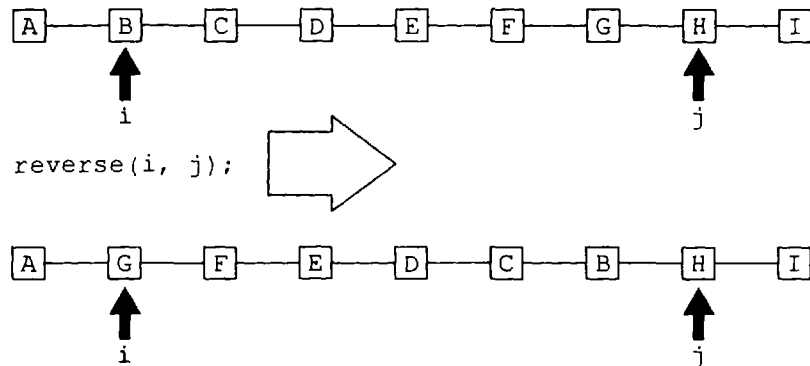 A B C D E F G H I
i j
reverse(i, j);
A G F E D C B H I
i j